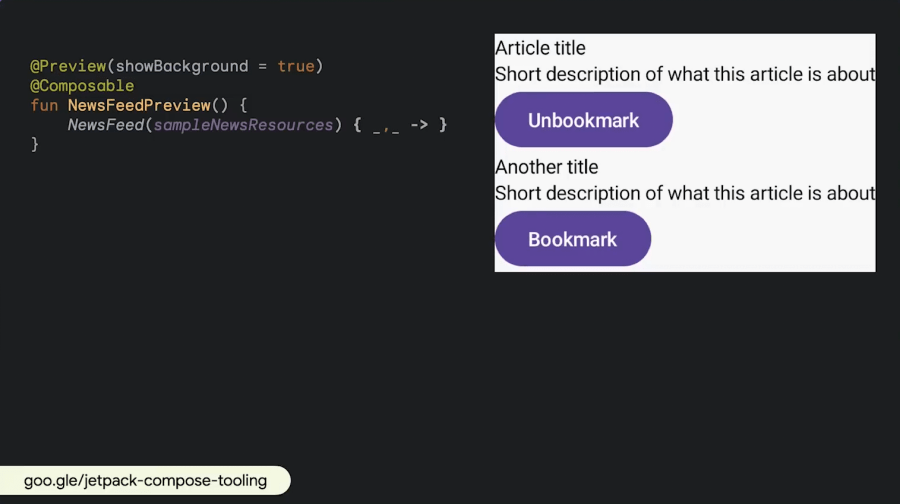 @Preview(showBackground = true)
@Composable
fun NewsFeedPreview() {
    NewsFeed(sampleNewsResources) { _,_ -> }
}
Article title
Short description of what this article is about
Unbookmark
Another title
Short description of what this article is about
Bookmark
goo.gle/jetpack-compose-tooling